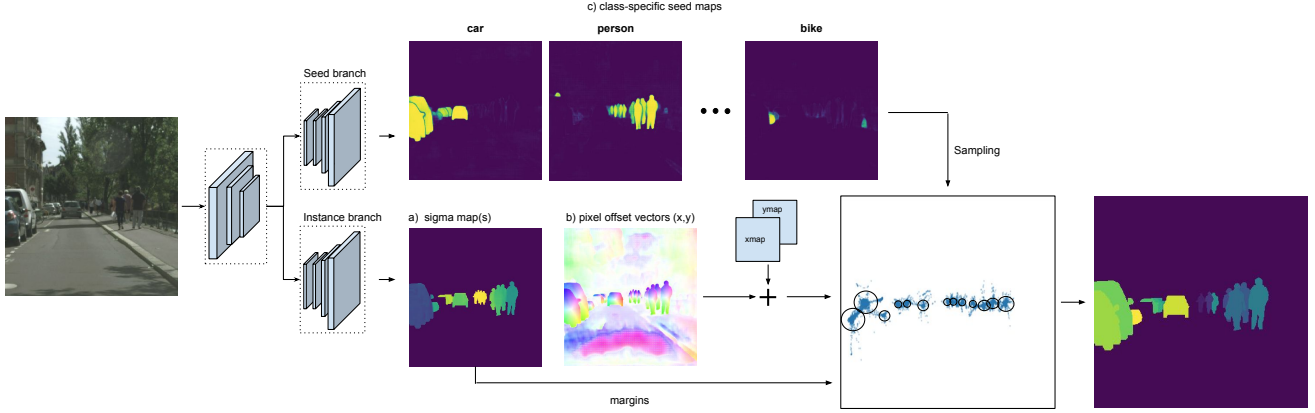 c) class-specific seed maps
car
person
bike
Seed branch
Sampling
Instance branch
a) sigma map(s)
b) pixel offset vectors (x,y)
ymap
xmap
margins